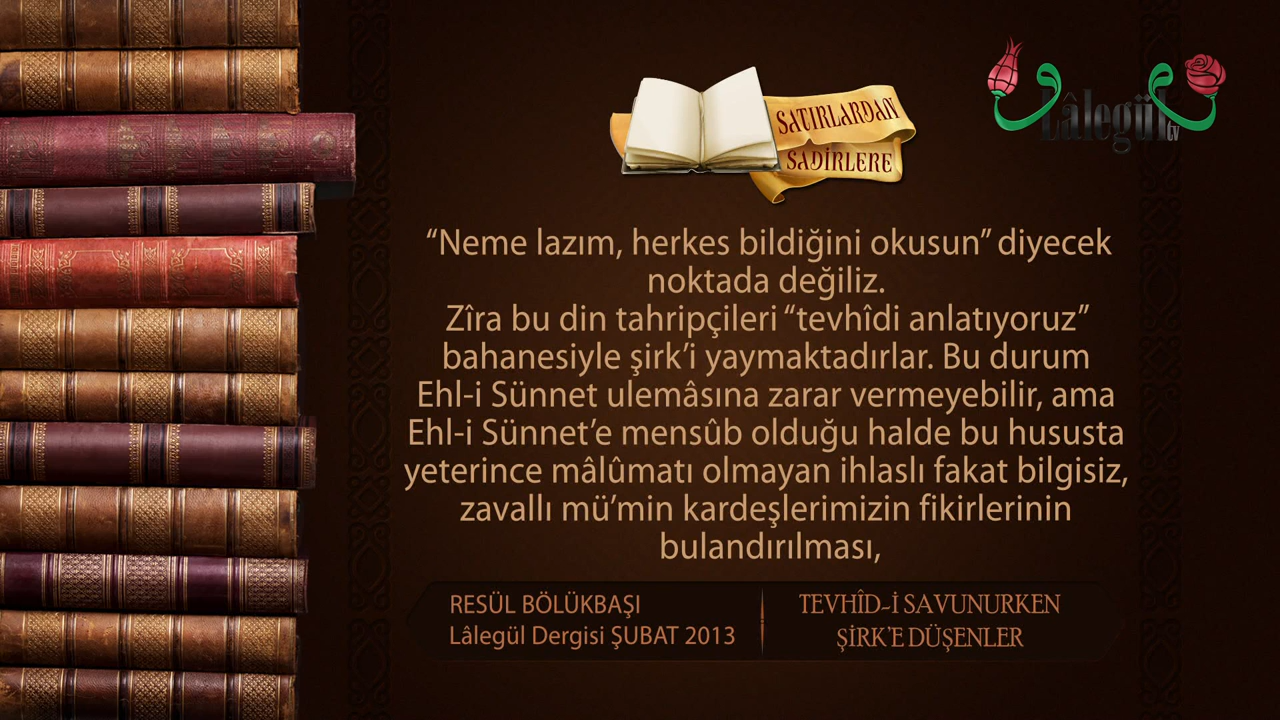 SATIRLARDAN
SADİRLERE
Lâlegül tv
“Neme lazım, herkes bildiğini okusun” diyecek
noktada değiliz.
Zîra bu din tahripçileri “tevhîdi anlatıyoruz”
bahanesiyle şirk’i yaymaktadırlar. Bu durum
Ehl-i Sünnet ulemâsına zarar vermeyebilir, ama
Ehl-i Sünnet’e mensûb olduğu halde bu hususta
yeterince mâlûmatı olmayan ihlaslı fakat bilgisiz,
zavallı mü’min kardeşlerimizin fikirlerinin
bulandırılması,
RESÜL BÖLÜKBAŞI
Lâlegül Dergisi ŞUBAT 2013
TEVHÎD-İ SAVUNURKEN
ŞİRK’E DÜŞENLER